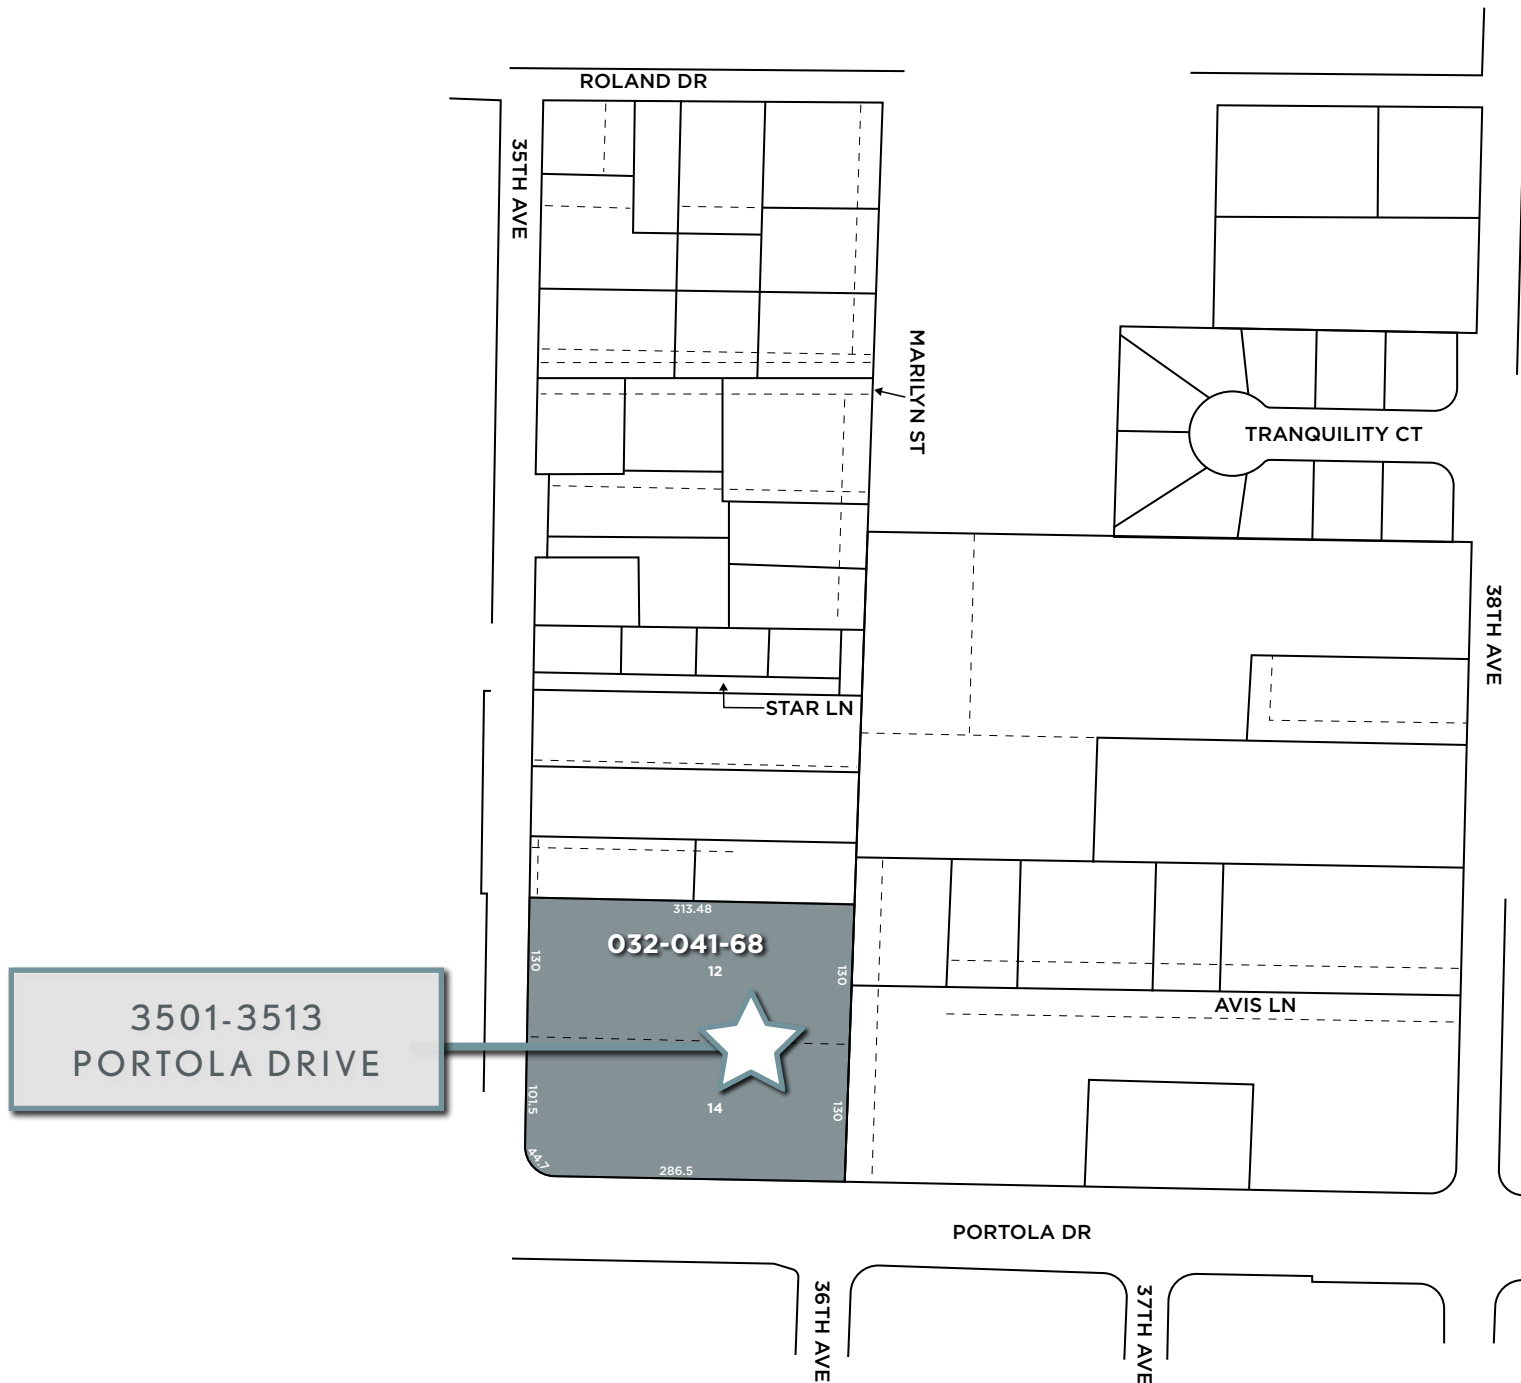 ROLAND DR
35TH AVE
MARILYN ST
TRANQUILITY CT
38TH AVE
STAR LN
313.48
032-041-68
130
12
130
3501-3513
PORTOLA DRIVE
AVIS LN
101.5
14
130
44.7
286.5
PORTOLA DR
36TH AVE
37TH AVE